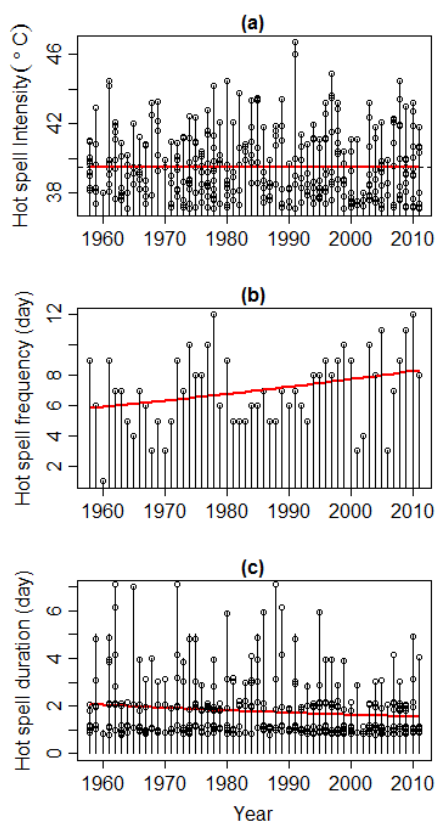 (a)
Hot spell Intensity(°C)
46
42
38
1960 1970 1980 1990 2000 2010
(b)
Hot spell frequency (day)
12
10
8
6
4
2
1960 1970 1980 1990 2000 2010
(c)
Hot spell duration (day)
6
4
2
0
1960 1970 1980 1990 2000 2010
Year